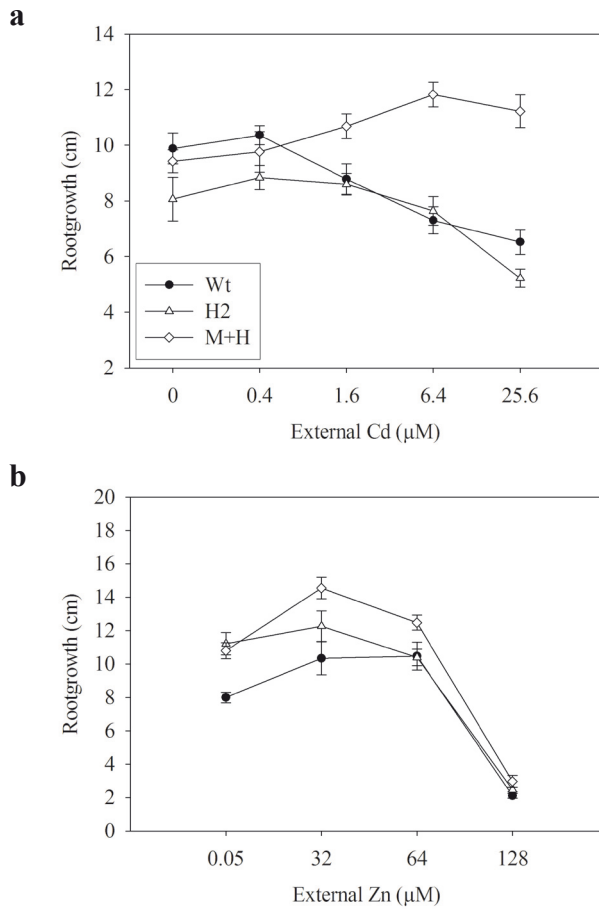 a
14
12
10
8
6
4
2
Rootgrowth (cm)
Wt
H2
M+H
0 0.4 1.6 6.4 25.6
External Cd (µM)
b
20
18
16
14
12
10
8
6
4
2
0
Rootgrowth (cm)
0.05 32 64 128
External Zn (µM)